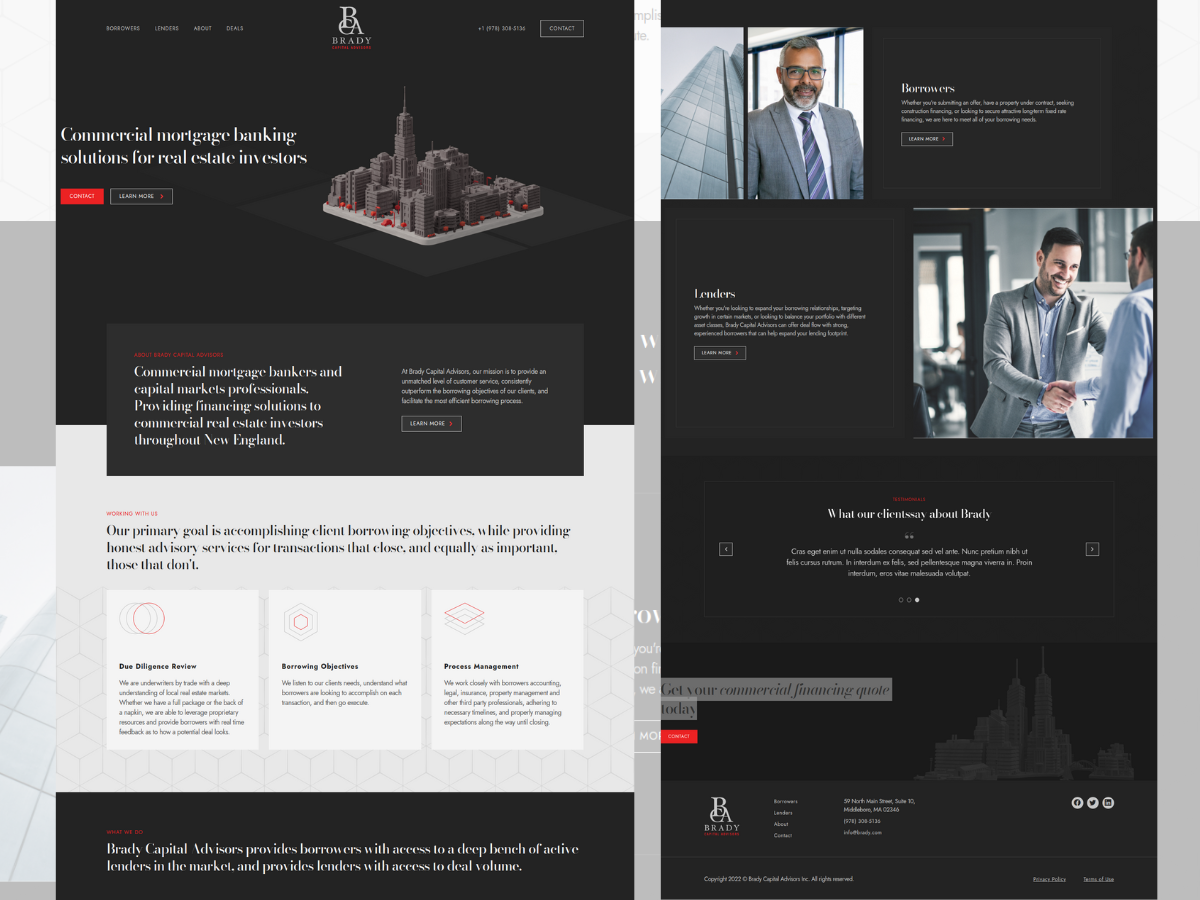 BORROWERS LENDERS ABOUT DEALS
BCA
BRADY
CAPITAL ADVISORS
+1 (978) 308-5136
CONTACT
Commercial mortgage banking
solutions for real estate investors
CONTACT
LEARN MORE
ABOUT BRADY CAPITAL ADVISORS
Commercial mortgage bankers and
capital markets professionals.
Providing financing solutions to
commercial real estate investors
throughout New England.
At Brady Capital Advisors, our mission is to provide an
unmatched level of customer service, consistently
outperform the borrowing objectives of our clients, and
facilitate the most efficient borrowing process.
LEARN MORE
WORKING WITH US
Our primary goal is accomplishing client borrowing objectives, while providing
honest advisory services for transactions that close, and equally as important,
those that don't.
Due Diligence Review
We are underwriters by trade with a deep
understanding of local real estate markets.
Whether we have a full package or the back of
a napkin, we are able to leverage proprietary
resources and provide borrowers with real time
feedback as to how a potential deal looks.
Borrowing Objectives
We listen to our clients needs, understand what
borrowers are looking to accomplish on each
transaction, and then go execute.
Process Management
We work closely with borrowers accounting,
legal, insurance, property management and
other third party professionals, adhering to
necessary timelines, and properly managing
expectations along the way until closing.
WHAT WE DO
Brady Capital Advisors provides borrowers with access to a deep bench of active
lenders in the market, and provides lenders with access to deal volume.
Borrowers
Whether you're submitting an offer, have a property under contract, seeking
construction financing, or looking to secure attractive long-term fixed rate
financing, we are here to meet all of your borrowing needs.
LEARN MORE
Lenders
Whether you're looking to expand your borrowing relationships, targeting
growth in certain markets, or looking to balance your portfolio with different
asset classes, Brady Capital Advisors can offer deal flow with strong,
experienced borrowers that can help expand your lending footprint.
LEARN MORE
TESTIMONIALS
What our clientssay about Brady
Cras eget enim ut nulla sodales consequat sed vel ante. Nunc pretium nibh ut
felis cursus rutrum. In interdum ex felis, sed pellentesque magna viverra in. Proin
interdum, eros vitae malesuada volutpat.
Get your commercial financing quote
today
CONTACT
BCA
BRADY
CAPITAL ADVISORS
Borrowers
Lenders
About
Contact
59 North Main Street, Suite 10,
Middleboro, MA 02346
(978) 308-5136
info@brady.com
Copyright 2022 © Brady Capital Advisors Inc. All rights reserved.
Privacy Policy
Terms of Use